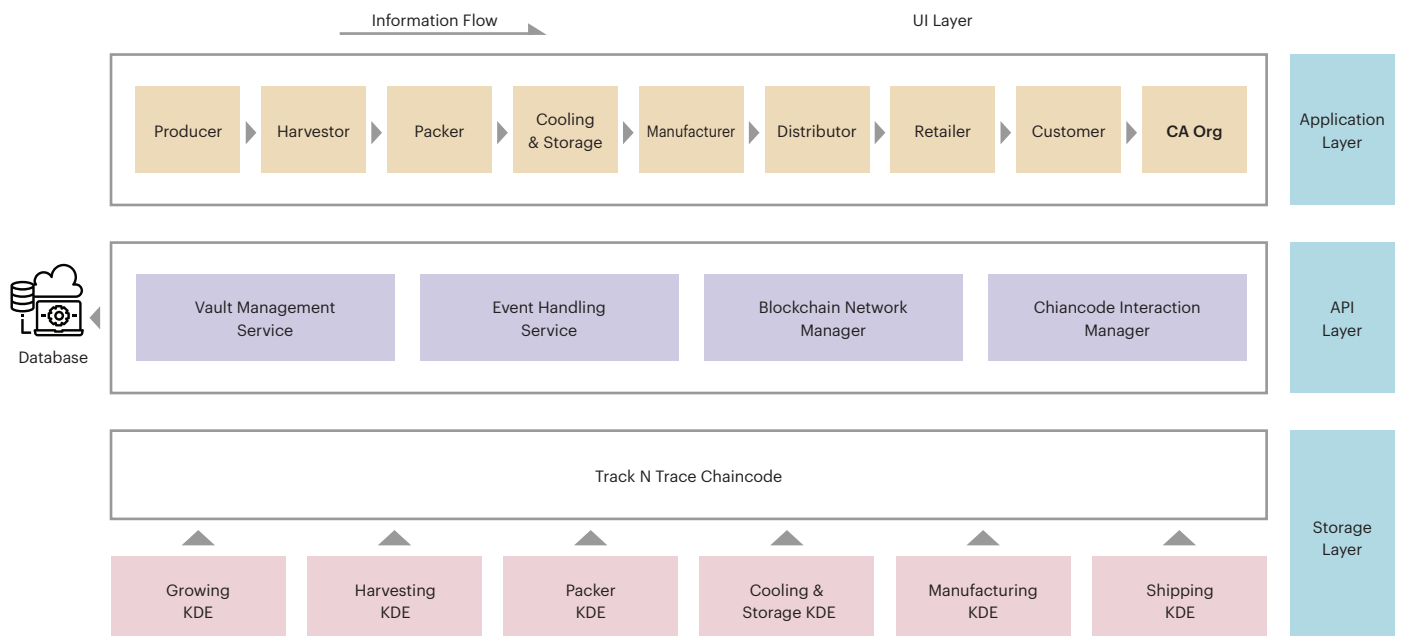 Information Flow
UI Layer
Producer
Harvestor
Packer
Cooling
& Storage
Manufacturer
Distributor
Retailer
Customer
CA Org
Application
Layer
Database
Vault Management
Service
Event Handling
Service
Blockchain Network
Manager
Chiancode Interaction
Manager
API
Layer
Track N Trace Chaincode
Growing
KDE
Harvesting
KDE
Packer
KDE
Cooling &
Storage KDE
Manufacturing
KDE
Shipping
KDE
Storage
Layer